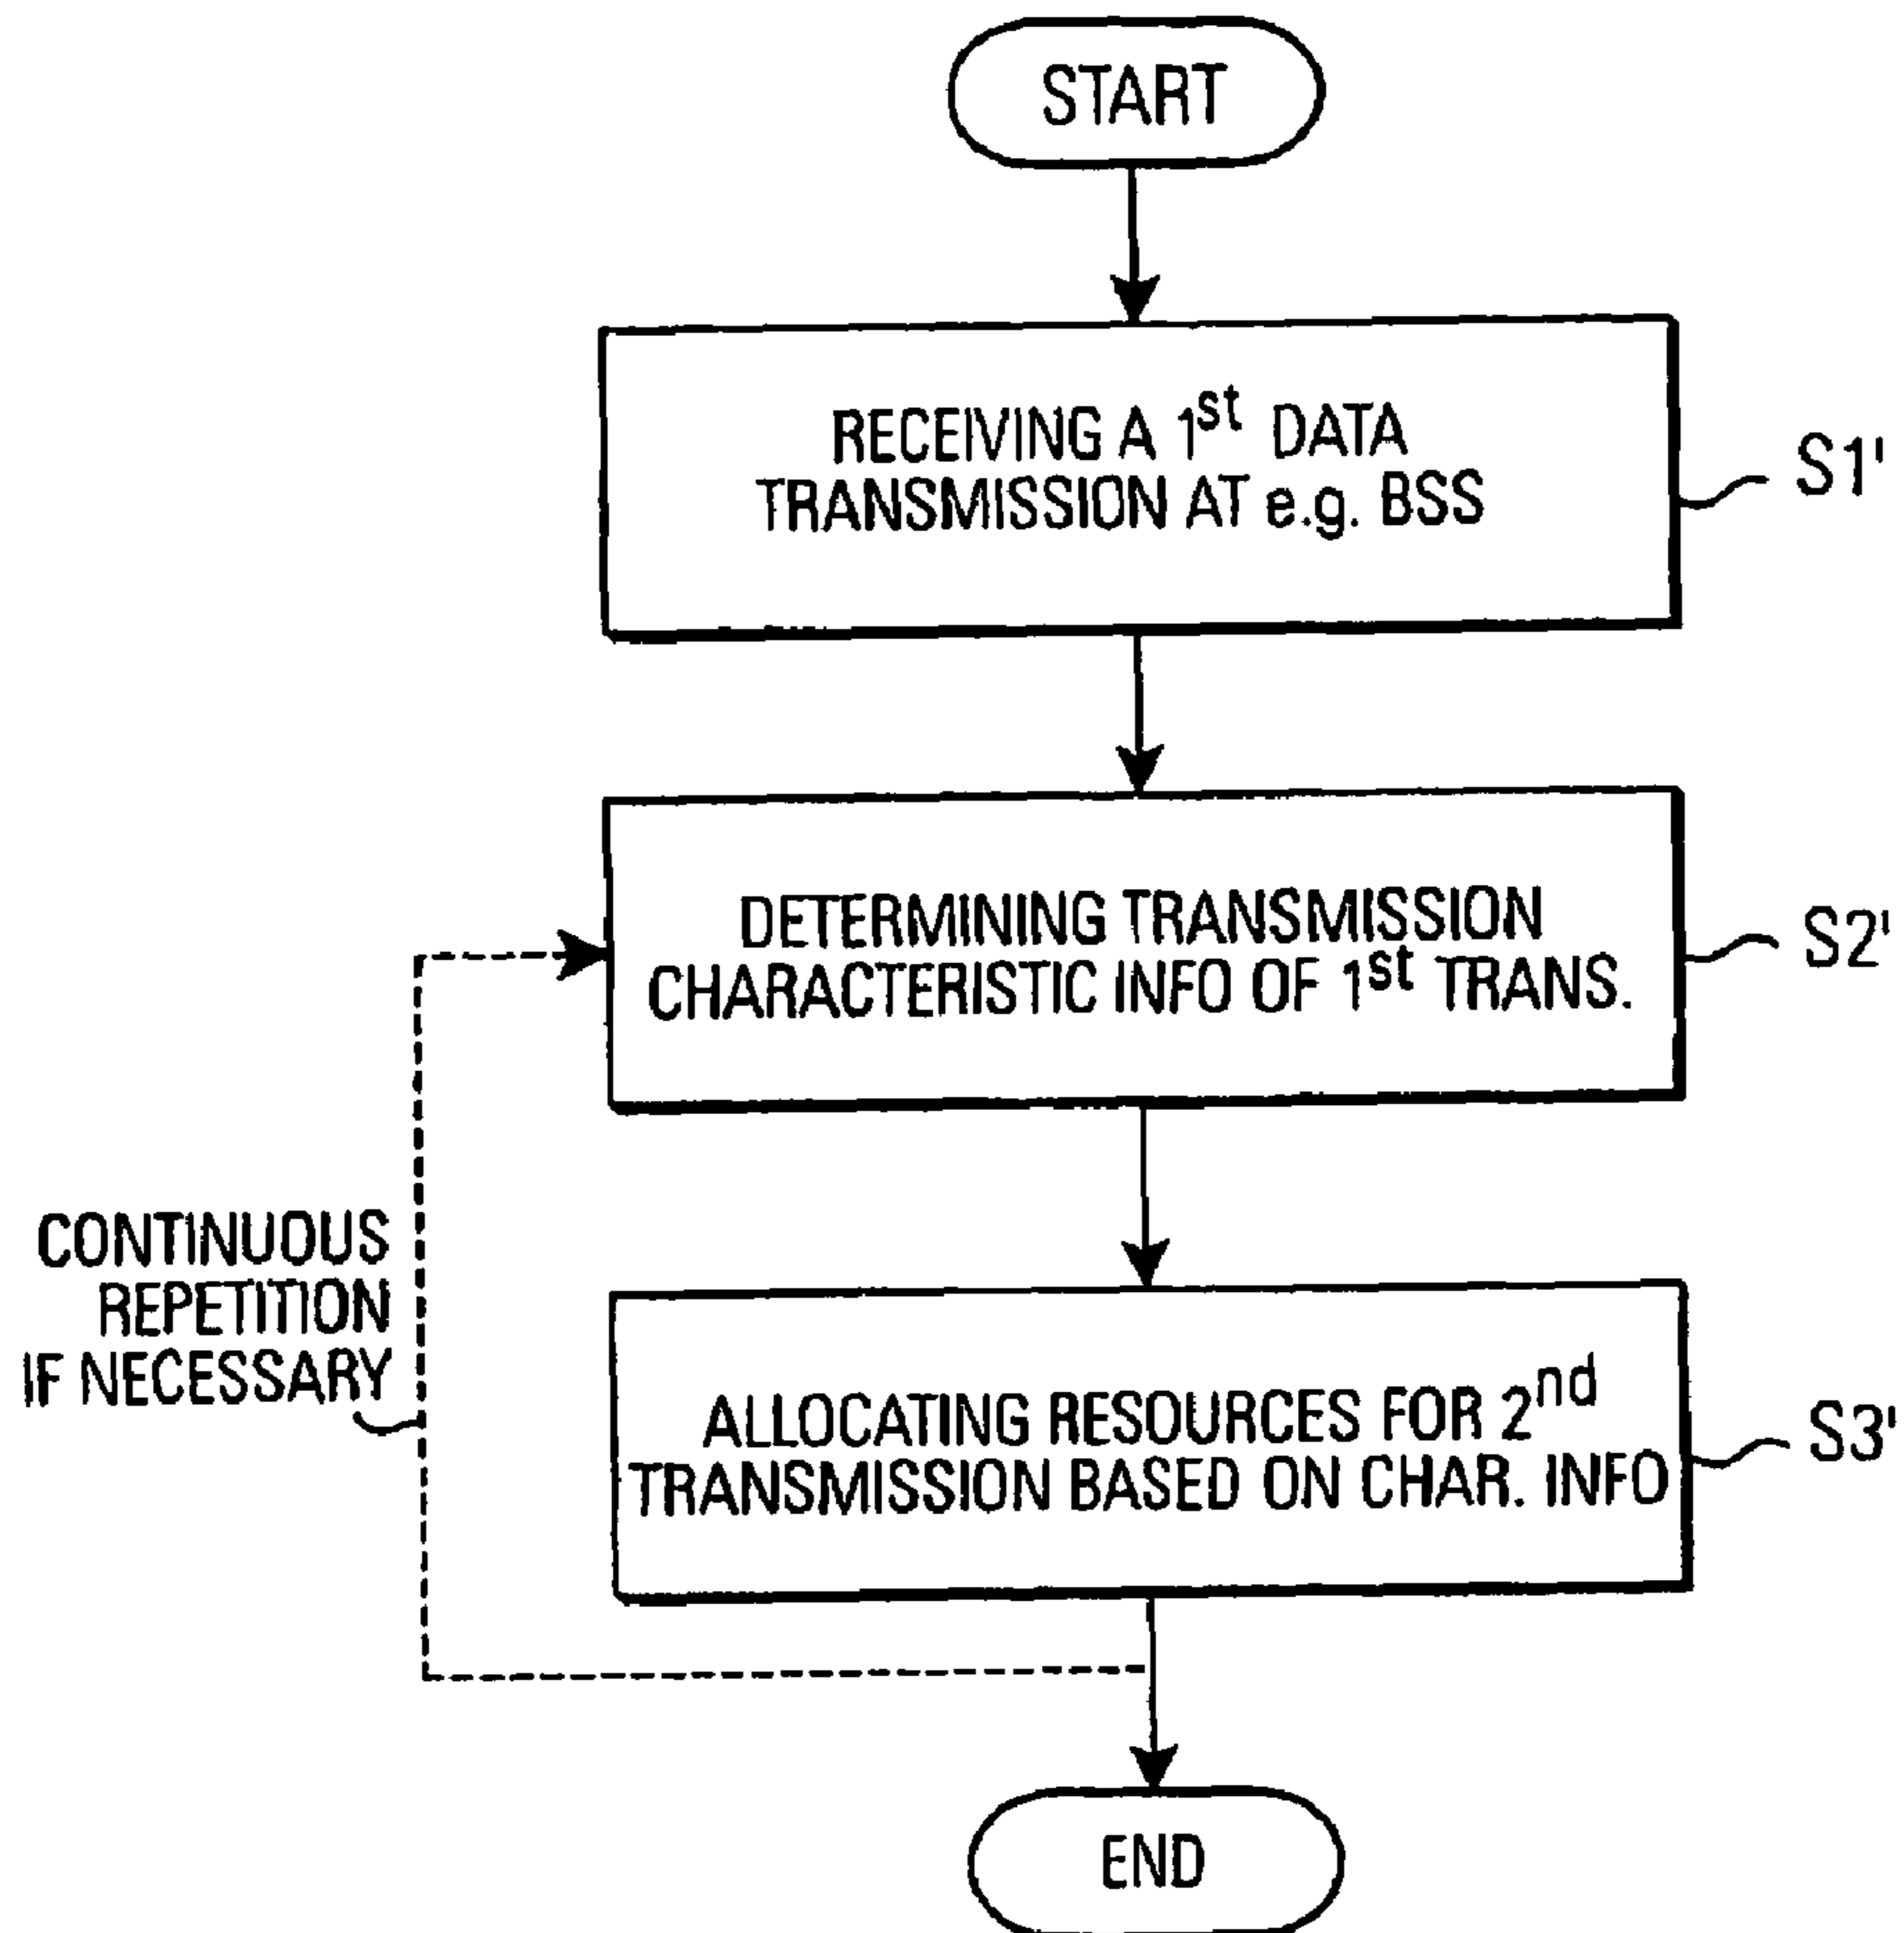 START
RECEIVING A 1st DATA
TRANSMISSION AT e.g. BSS
S1'
DETERMINING TRANSMISSION
CHARACTERISTIC INFO OF 1st TRANS.
S2'
CONTINUOUS
REPETITION
IF NECESSARY
ALLOCATING RESOURCES FOR 2nd
TRANSMISSION BASED ON CHAR. INFO
S3'
END